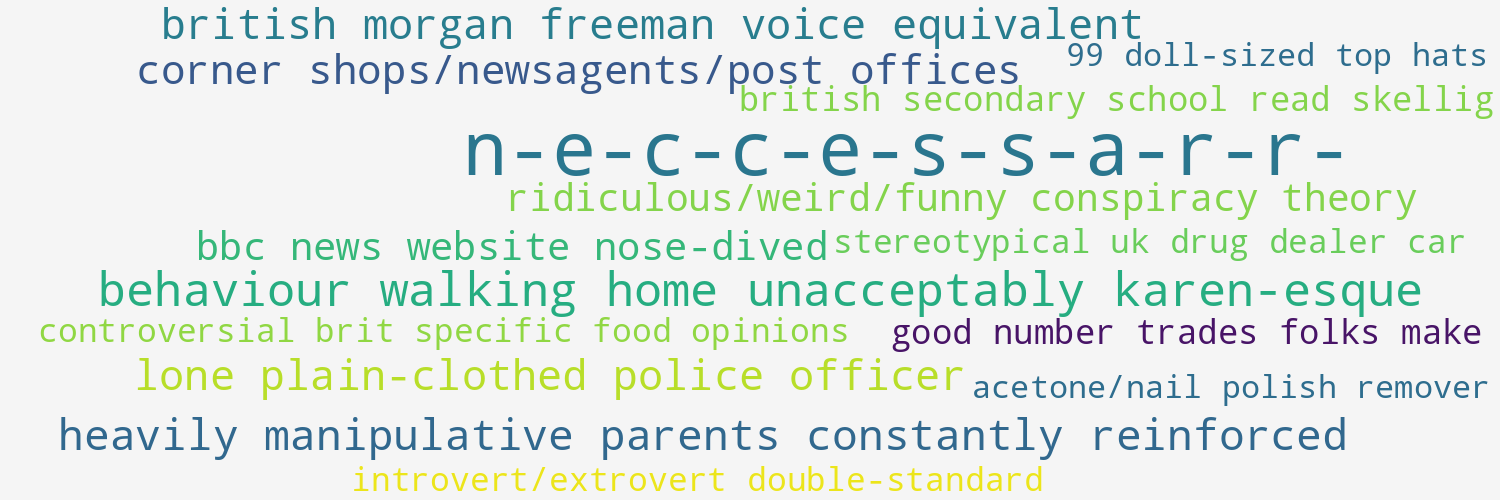 british morgan freeman voice equivalent
corner shops/newsagents/post offices
99 doll-sized top hats
british secondary school read skellig
n-e-c-c-e-s-s-a-r-r-
ridiculous/weird/funny conspiracy theory
bbc news website nose-dived
stereotypical uk drug dealer car
behaviour walking home unacceptably karen-esque
controversial brit specific food opinions
good number trades folks make
lone plain-clothed police officer
acetone/nail polish remover
heavily manipulative parents constantly reinforced
introvert/extrovert double-standard